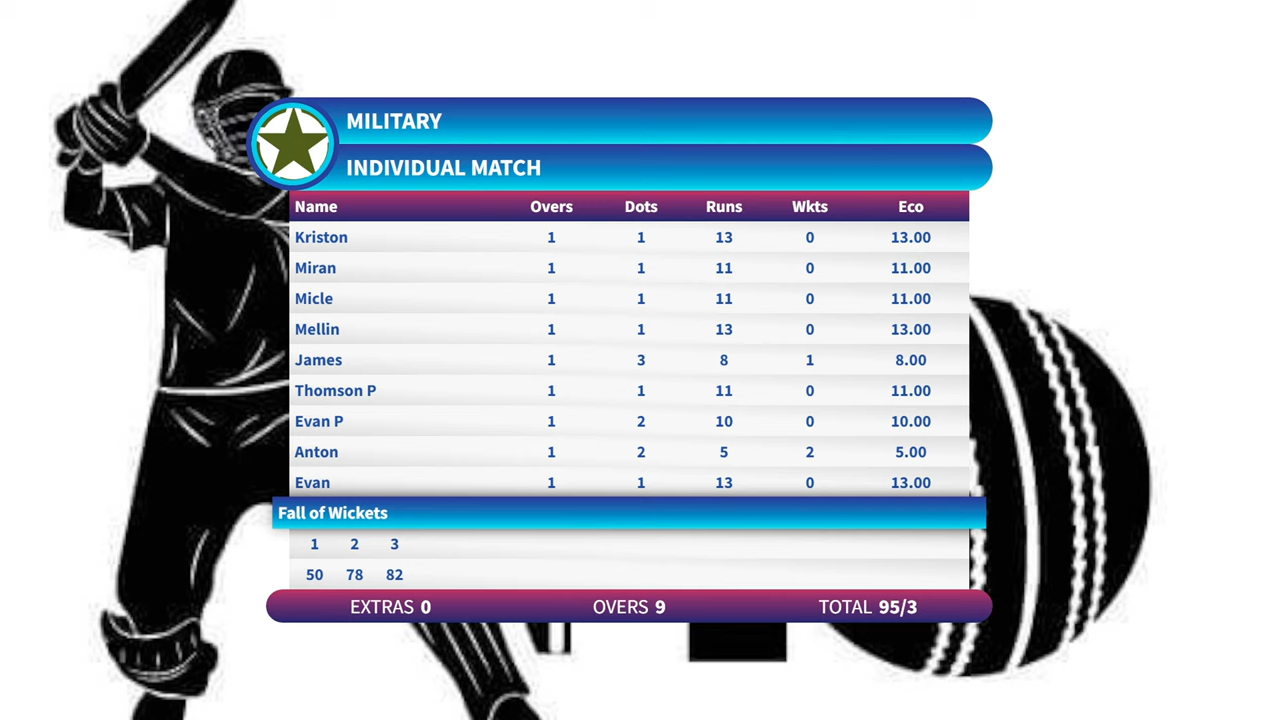 MILITARY
INDIVIDUAL MATCH
Name Overs Dots Runs Wkts Eco
Kriston 1 1 13 0 13.00
Miran 1 1 11 0 11.00
Micle 1 1 11 0 11.00
Mellin 1 1 13 0 13.00
James 1 3 8 1 8.00
Thomson P 1 1 11 0 11.00
Evan P 1 2 10 0 10.00
Anton 1 2 5 2 5.00
Evan 1 1 13 0 13.00
Fall of Wickets
1 2 3
50 78 82
EXTRAS 0 OVERS 9 TOTAL 95/3